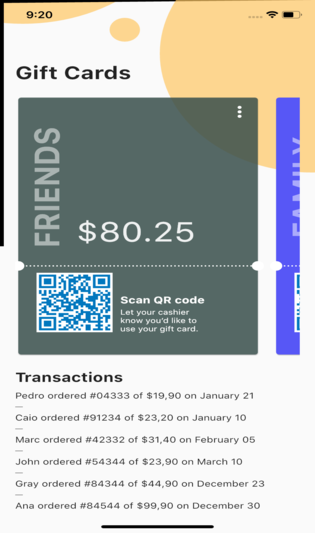 9:20
Gift Cards
FRIENDS
FAMILY
$80.25
Scan QR code
Let your cashier
know you'd like to
use your gift card.
Transactions
Pedro ordered #04333 of $19,90 on January 21
Caio ordered #91234 of $23,20 on January 10
Marc ordered #42332 of $31,40 on February 05
John ordered #54344 of $23,90 on March 10
Gray ordered #84344 of $44,90 on December 23
Ana ordered #84544 of $99,90 on December 30